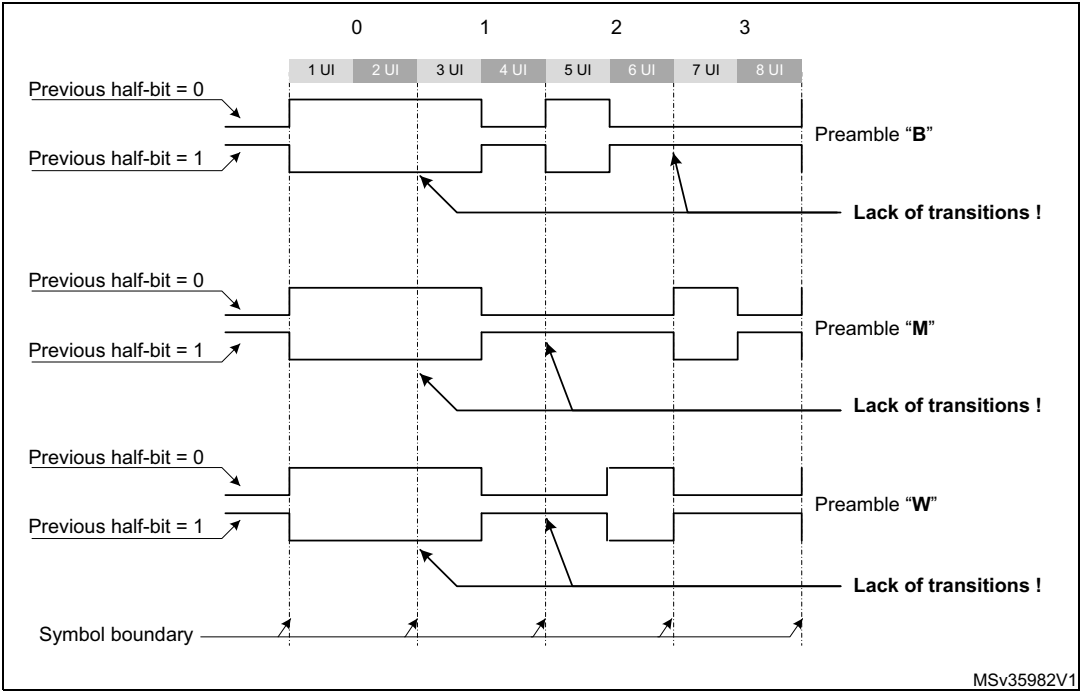 0 1 2 3
1 UI 2 UI 3 UI 4 UI 5 UI 6 UI 7 UI 8 UI
Previous half-bit = 0
Preamble “B”
Previous half-bit = 1
Lack of transitions !
Previous half-bit = 0
Preamble “M”
Previous half-bit = 1
Lack of transitions !
Previous half-bit = 0
Preamble “W”
Previous half-bit = 1
Lack of transitions !
Symbol boundary
MSv35982V1